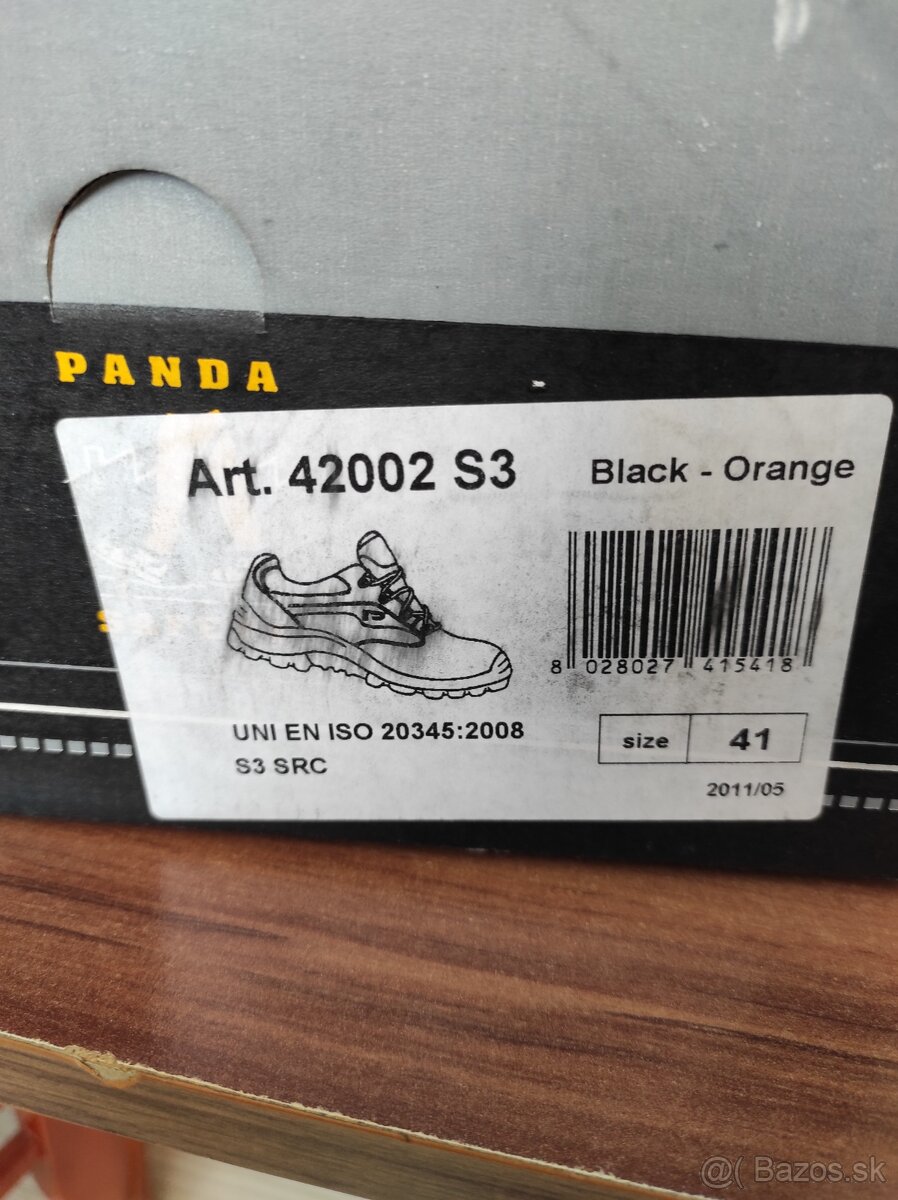 PANDA
Art. 42002 S3
Black - Orange
8 028027 415418
UNI EN ISO 20345:2008
S3 SRC
size 41
2011/05
@( Bazos.sk